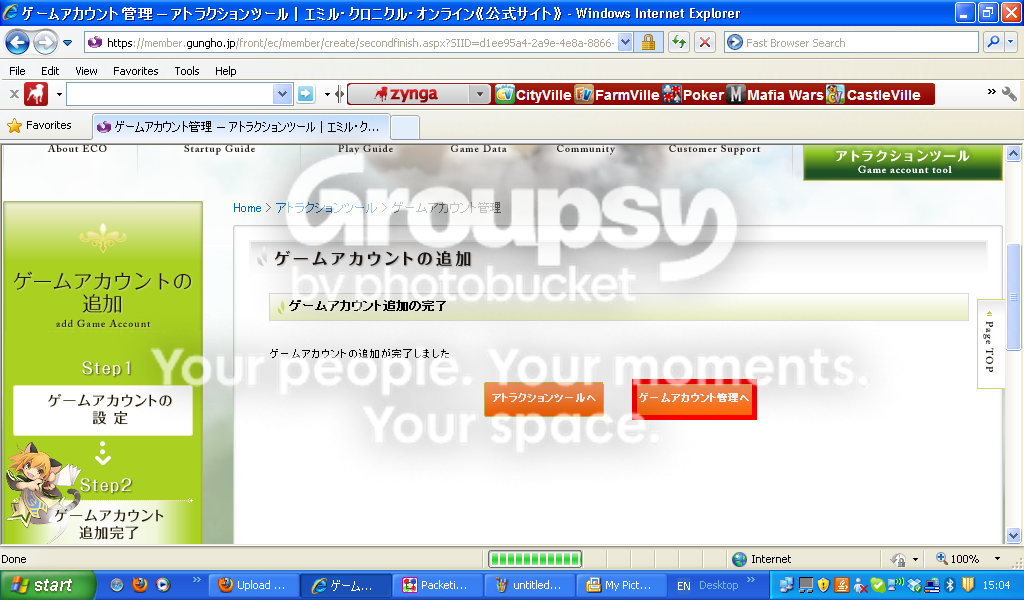 ゲームアカウント管理 － アトラクションツール | エミル・クロニクル・オンライン《公式サイト》 - Windows Internet Explorer
https://member.gungho.jp/front/ec/member/create/secondfinish.aspx?SIID=d1ee95a4-2a9e-4e8a-8866-
Fast Browser Search
File Edit View Favorites Tools Help
zynga CityVille FarmVille Poker Mafia Wars CastleVille
Favorites
ゲームアカウント管理 － アトラクションツール | エミル・ク...
About ECO Startup Guide Play Guide Game Data Community Customer Support
アトラクションツール
Game account tool
Home > アトラクションツール > ゲームアカウント管理
Groupsy
by photobucket
ゲームアカウントの追加
ゲームアカウント追加の完了
ゲームアカウントの追加が完了しました
Your people. Your moments.
Your space.
アトラクションツールへ
ゲームアカウント管理へ
Page TOP
ゲームアカウントの
追加
add Game Account
Step1
ゲームアカウントの
設 定
Step2
ゲームアカウント
追加完了
Done
Internet
100%
start
Upload ...
ゲーム...
Packeti...
untitled...
My Pict...
EN
Desktop
15:04